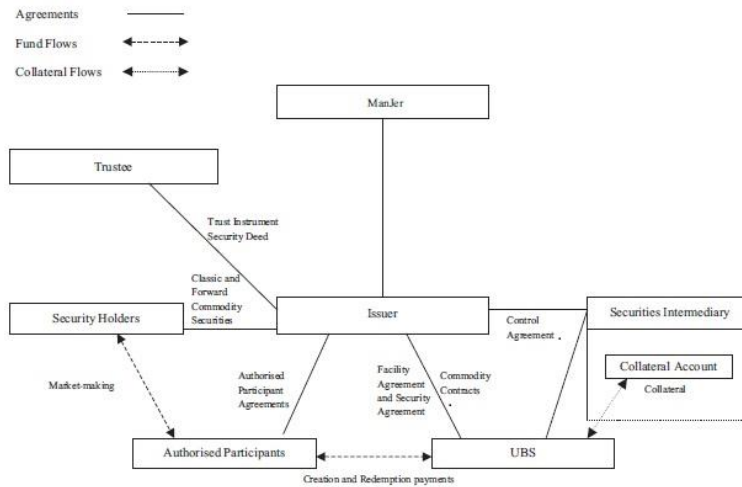 Agreements
Fund Flows
Collateral Flows
ManJer
Trustee
Trust Instrument
Security Deed
Classic and
Forward
Commodity
Securities
Security Holders
Issuer
Securities Intermediary
Control
Agreement
Collateral Account
Collateral
Market-making
Authorised
Participant
Agreements
Facility
Agreement
and Security
Agreement
Commodity
Contracts
Authorised Participants
UBS
Creation and Redemption payments